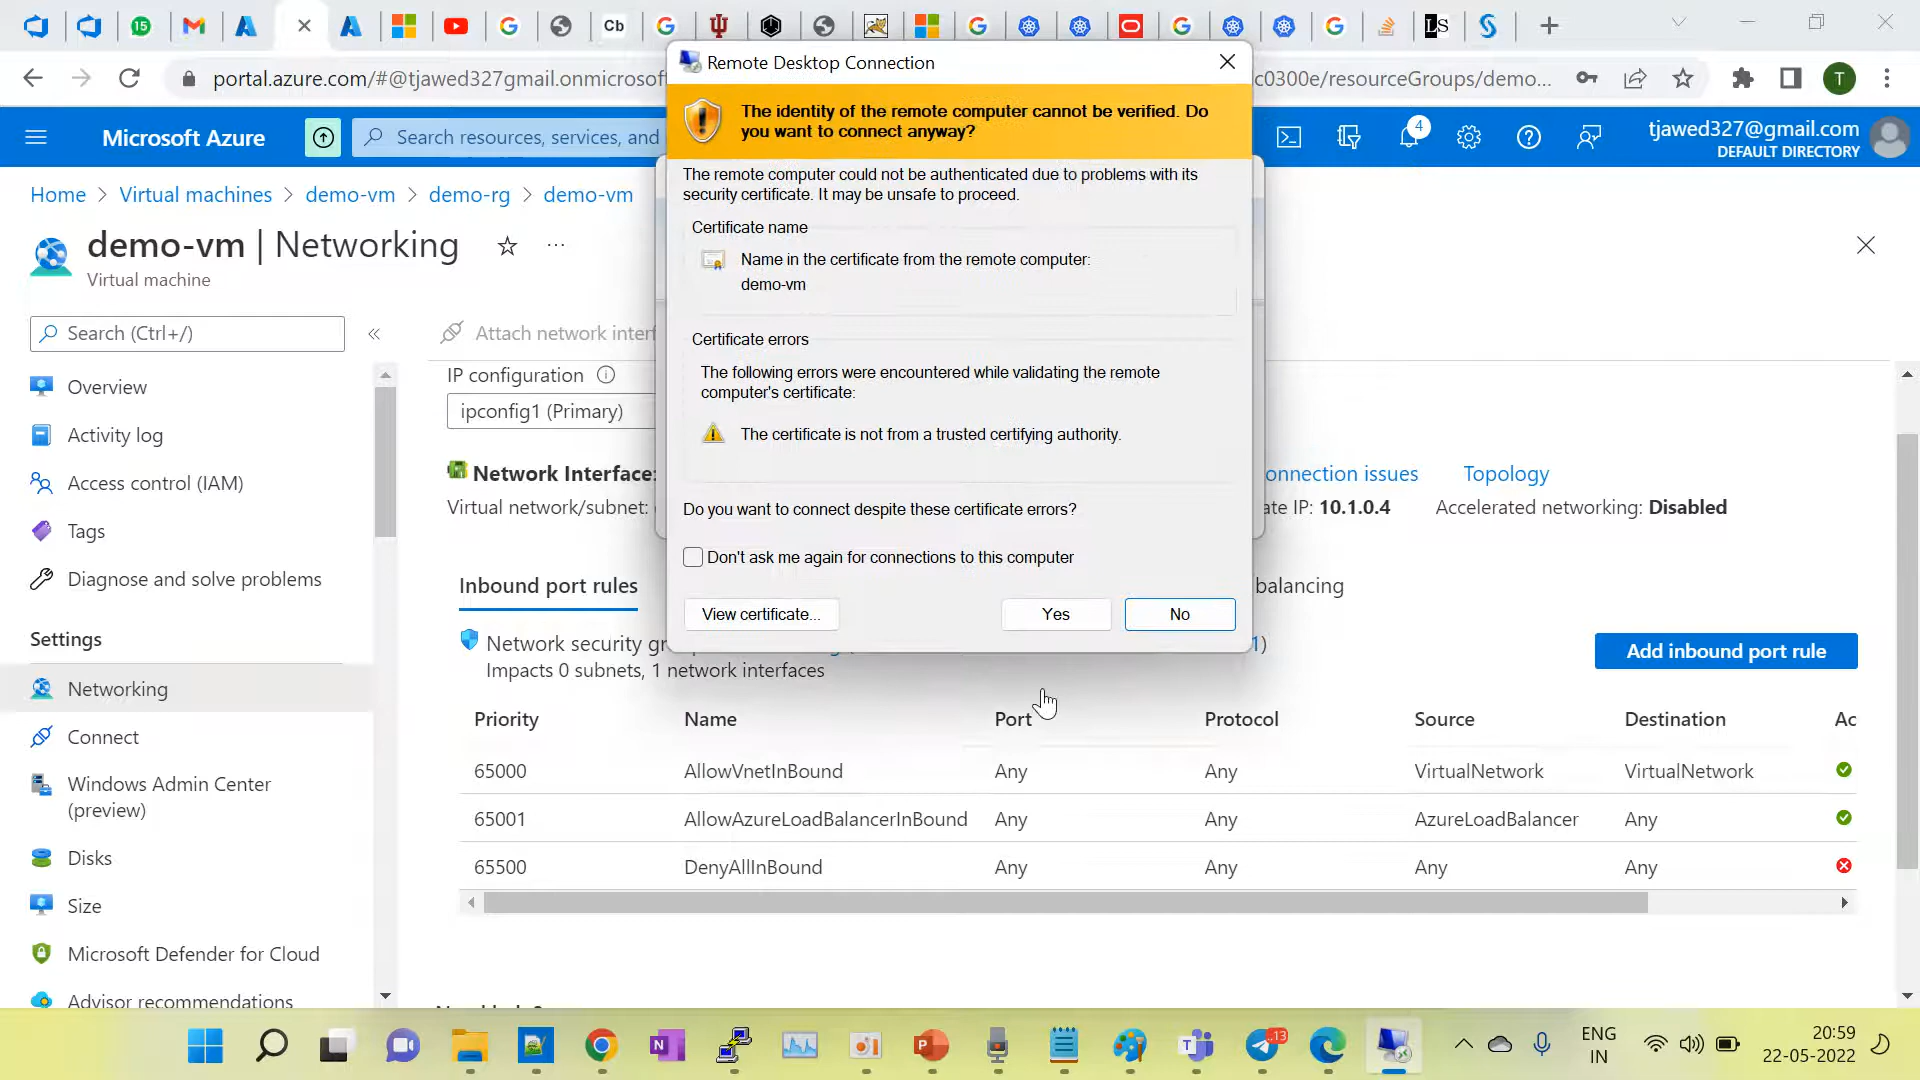 15
Cb
LS
portal.azure.com/#@tjawed327gmail.onmicrosof
c0300e/resourceGroups/demo...
T
Remote Desktop Connection
The identity of the remote computer cannot be verified. Do
you want to connect anyway?
Microsoft Azure
Search resources, services, and
4
tjawed327@gmail.com
DEFAULT DIRECTORY
The remote computer could not be authenticated due to problems with its
security certificate. It may be unsafe to proceed.
Home > Virtual machines > demo-vm > demo-rg > demo-vm
demo-vm | Networking
Virtual machine
Certificate name
Name in the certificate from the remote computer:
demo-vm
Search (Ctrl+/)
Attach network interf
Certificate errors
The following errors were encountered while validating the remote
computer's certificate:
The certificate is not from a trusted certifying authority.
Do you want to connect despite these certificate errors?
Don't ask me again for connections to this computer
View certificate...
Yes
No
Overview
Activity log
Access control (IAM)
Tags
Diagnose and solve problems
Settings
Networking
Connect
Windows Admin Center
(preview)
Disks
Size
Microsoft Defender for Cloud
Advisor recommendations
IP configuration
ipconfig1 (Primary)
Network Interface:
onnection issues
Topology
Virtual network/subnet:
ate IP: 10.1.0.4
Accelerated networking: Disabled
Inbound port rules
balancing
Network security gr
1)
Impacts 0 subnets, 1 network interfaces
Add inbound port rule
Priority Name Port Protocol Source Destination Ac
65000 AllowVnetInBound Any Any VirtualNetwork VirtualNetwork
65001 AllowAzureLoadBalancerInBound Any Any AzureLoadBalancer Any
65500 DenyAllInBound Any Any Any Any
13
ENG
IN
20:59
22-05-2022